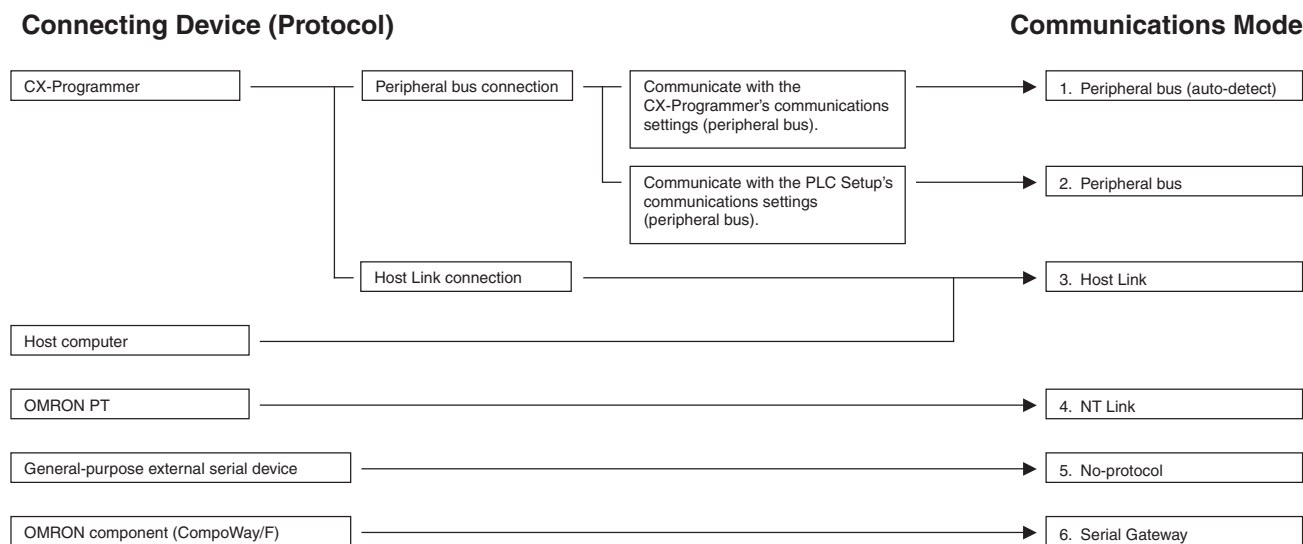 Connecting Device (Protocol)
Communications Mode
CX-Programmer
Peripheral bus connection
Communicate with the
CX-Programmer's communications
settings (peripheral bus).
1. Peripheral bus (auto-detect)
Communicate with the PLC Setup's
communications settings
(peripheral bus).
2. Peripheral bus
Host Link connection
3. Host Link
Host computer
OMRON PT
4. NT Link
General-purpose external serial device
5. No-protocol
OMRON component (CompoWay/F)
6. Serial Gateway